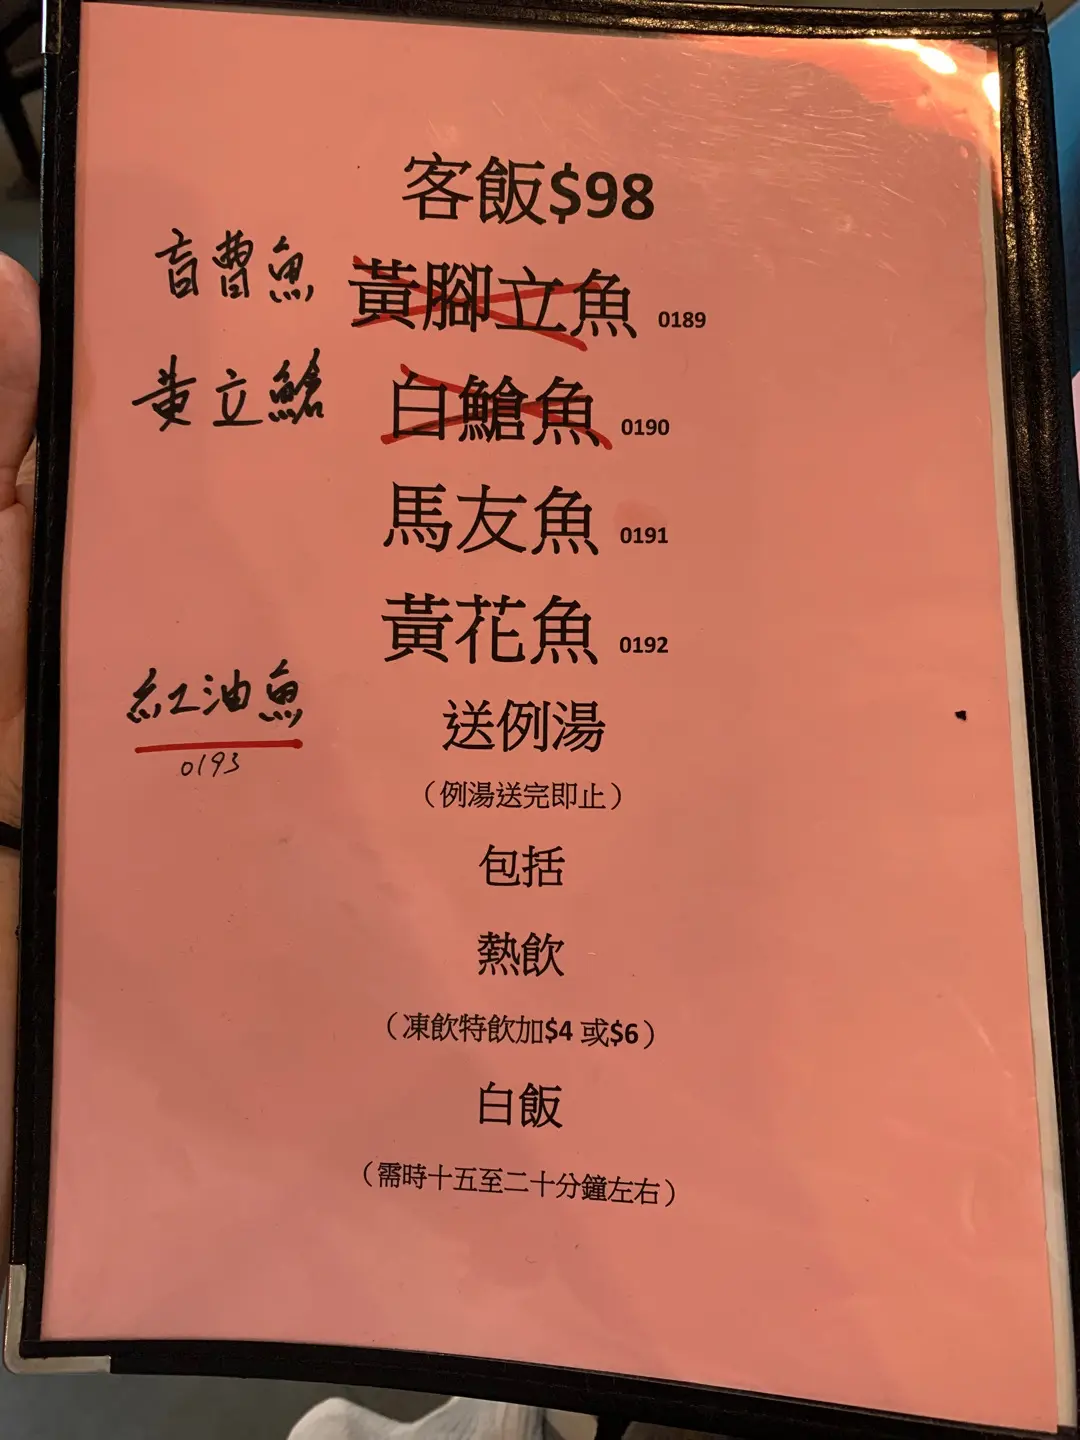 客飯$98
盲曹魚
黃腳立魚 0189
黃立鯧
白鯧魚 0190
馬友魚 0191
黃花魚 0192
紅油魚
0193
送例湯
（例湯送完即止）
包括
熱飲
（凍飲特飲加$4 或$6）
白飯
（需時十五至二十分鐘左右）